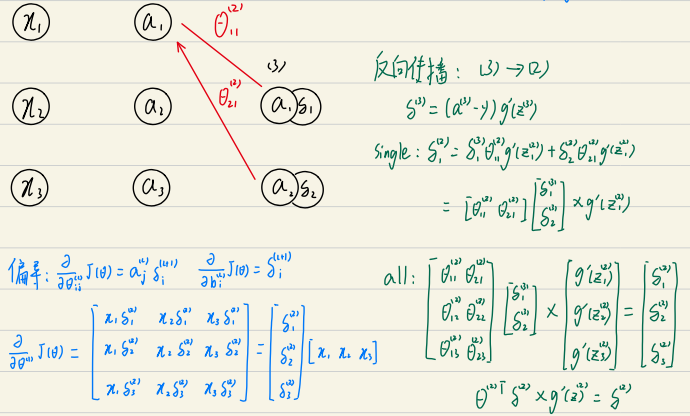 x₁ a₁ θ₁₁⁽²⁾
(3)
θ₂₁⁽²⁾
x₂ a₂ a₁ δ₁
x₃ a₃ a₂ δ₂
反向传播: (3) → (2)
δ⁽³⁾ = (a⁽³⁾ - y) g'(z⁽³⁾)
single: δ₁⁽²⁾ = δ₁⁽³⁾ θ₁₁⁽²⁾ g'(z₁⁽²⁾) + δ₂⁽³⁾ θ₂₁⁽²⁾ g'(z₁⁽²⁾)
= [θ₁₁⁽²⁾ θ₂₁⁽²⁾] [δ₁⁽³⁾ δ₂⁽³⁾] × g'(z₁⁽²⁾)
偏导: ∂/∂θᵢⱼ⁽ˡ⁾ J(θ) = aⱼ⁽ˡ⁾ δᵢ⁽ˡ⁺¹⁾ ∂/∂bᵢ⁽ˡ⁾ J(θ) = δᵢ⁽ˡ⁺¹⁾
∂/∂θ⁽¹⁾ J(θ) =
[x₁δ₁⁽²⁾ x₂δ₁⁽²⁾ x₃δ₁⁽²⁾
x₁δ₂⁽²⁾ x₂δ₂⁽²⁾ x₃δ₂⁽²⁾
x₁δ₃⁽²⁾ x₂δ₃⁽²⁾ x₃δ₃⁽²⁾]
= [δ₁⁽²⁾ δ₂⁽²⁾ δ₃⁽²⁾] [x₁ x₂ x₃]
all:
[θ₁₁⁽²⁾ θ₂₁⁽²⁾
θ₁₂⁽²⁾ θ₂₂⁽²⁾
θ₁₃⁽²⁾ θ₂₃⁽²⁾]
[δ₁⁽³⁾ δ₂⁽³⁾] × [g'(z₁⁽²⁾) g'(z₂⁽²⁾) g'(z₃⁽²⁾)] = [δ₁⁽²⁾ δ₂⁽²⁾ δ₃⁽²⁾]
θ⁽²⁾ᵀ δ⁽³⁾ × g'(z)⁽²⁾ = δ⁽²⁾